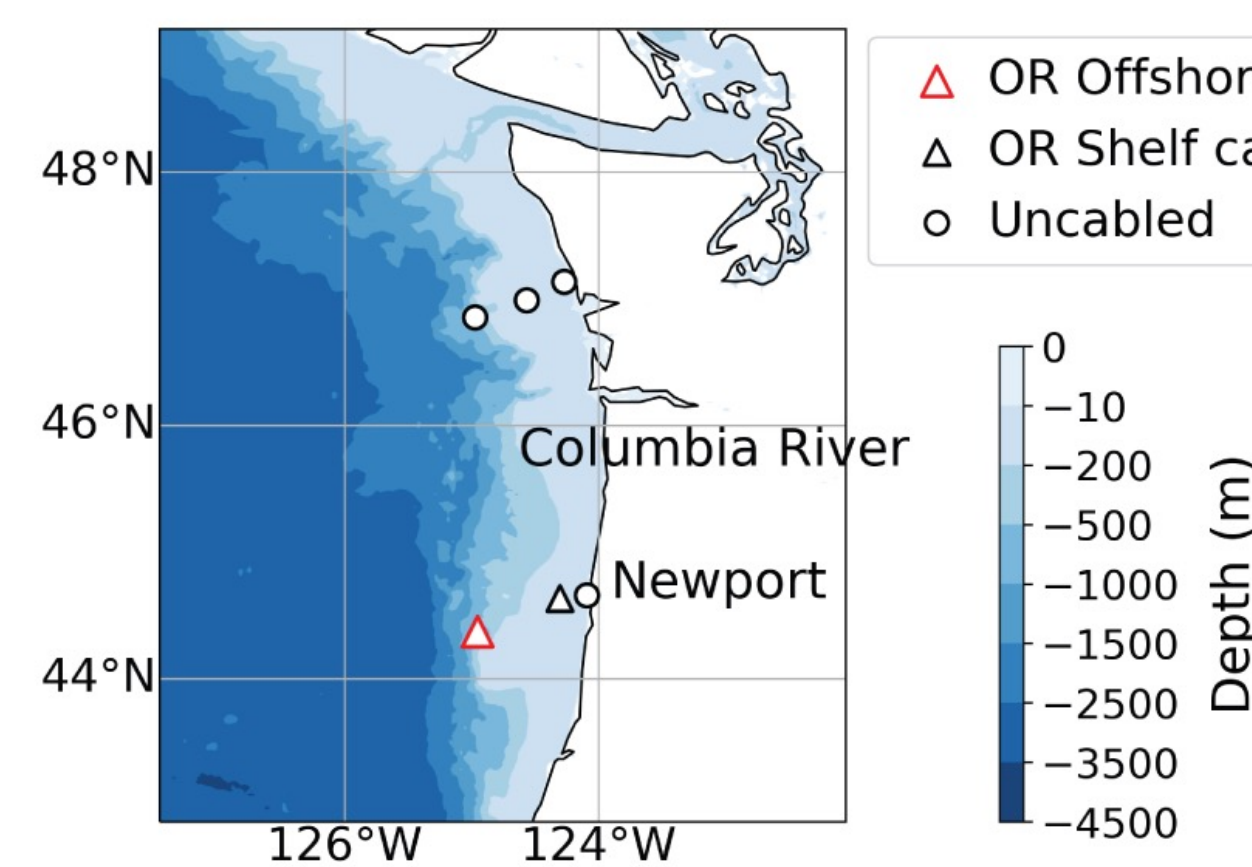 48°N
46°N
44°N
126°W
124°W
Columbia River
Newport
OR Offshor
OR Shelf ca
Uncabled
0
−10
−200
−500
−1000
−1500
−2500
−3500
−4500
Depth (m)